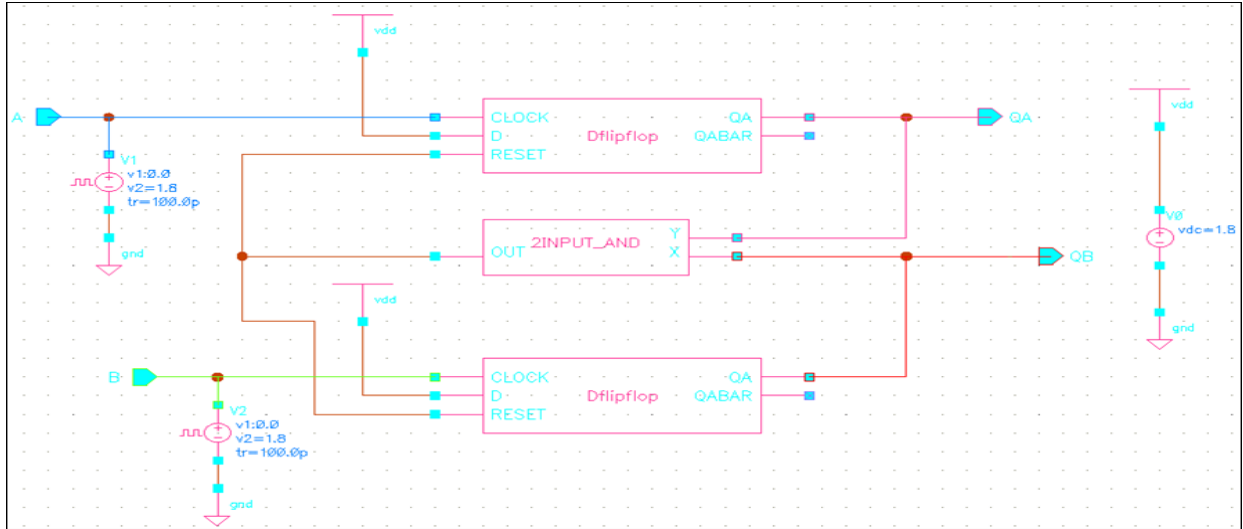 vdd
A
CLOCK
D
RESET
Dflipflop
QA
QABAR
QA
vdd
V1
v1:0.0
v2=1.8
tr=100.0p
gnd
OUT
2INPUT_AND
Y
X
QB
V0
vdc=1.8
gnd
vdd
B
CLOCK
D
RESET
Dflipflop
QA
QABAR
V2
v1:0.0
v2=1.8
tr=100.0p
gnd